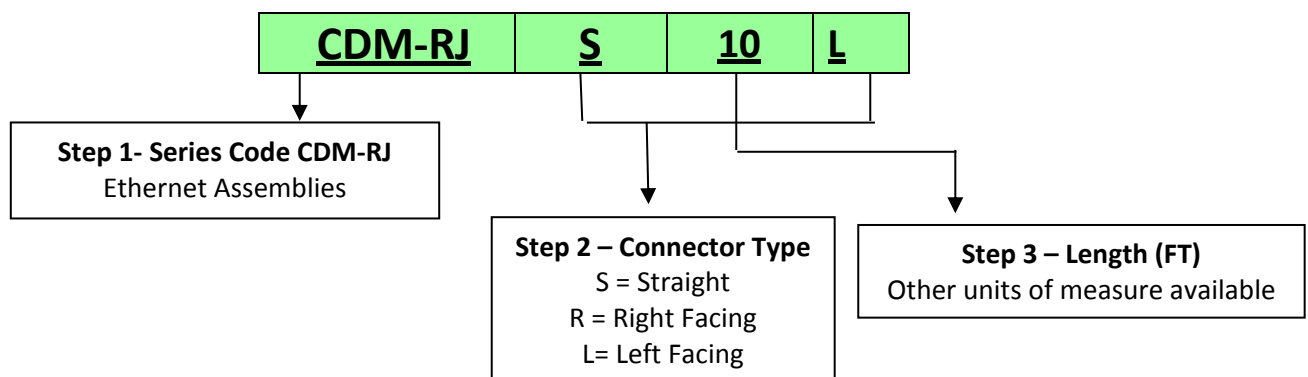 CDM-RJ S 10 L
Step 1- Series Code CDM-RJ
Ethernet Assemblies
Step 2 – Connector Type
S = Straight
R = Right Facing
L= Left Facing
Step 3 – Length (FT)
Other units of measure available